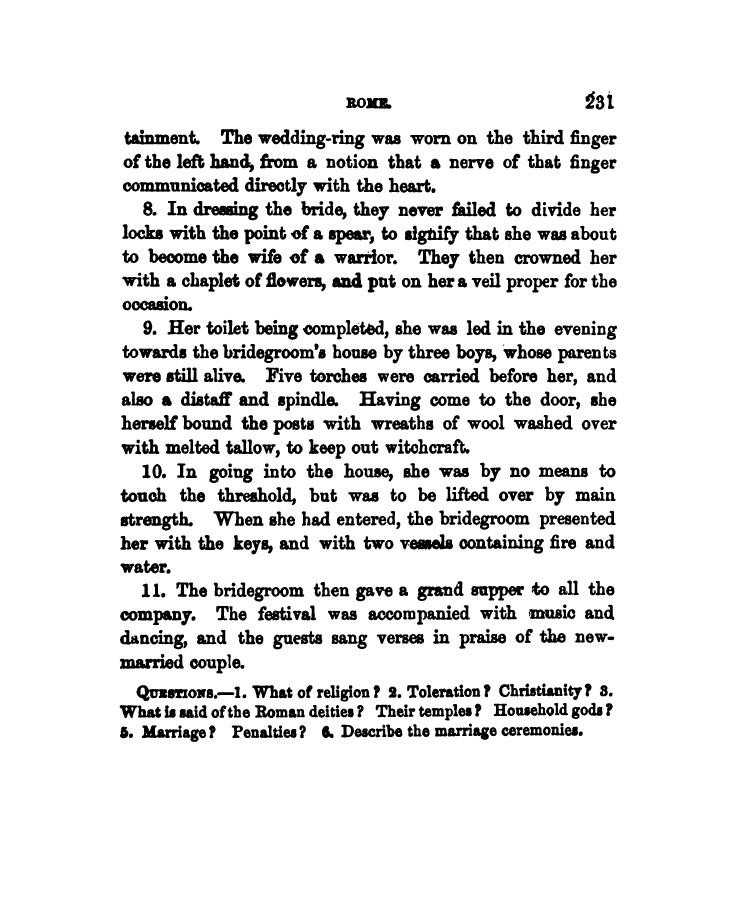 ROME. 231
tainment. The wedding-ring was worn on the third finger
of the left hand, from a notion that a nerve of that finger
communicated directly with the heart.
8. In dressing the bride, they never failed to divide her
locks with the point of a spear, to signify that she was about
to become the wife of a warrior. They then crowned her
with a chaplet of flowers, and put on her a veil proper for the
occasion.
9. Her toilet being completed, she was led in the evening
towards the bridegroom's house by three boys, whose parents
were still alive. Five torches were carried before her, and
also a distaff and spindle. Having come to the door, she
herself bound the posts with wreaths of wool washed over
with melted tallow, to keep out witchcraft.
10. In going into the house, she was by no means to
touch the threshold, but was to be lifted over by main
strength. When she had entered, the bridegroom presented
her with the keys, and with two vessels containing fire and
water.
11. The bridegroom then gave a grand supper to all the
company. The festival was accompanied with music and
dancing, and the guests sang verses in praise of the new-
married couple.
QUESTIONS.—1. What of religion? 2. Toleration? Christianity? 3.
What is said of the Roman deities? Their temples? Household gods?
5. Marriage? Penalties? 6. Describe the marriage ceremonies.